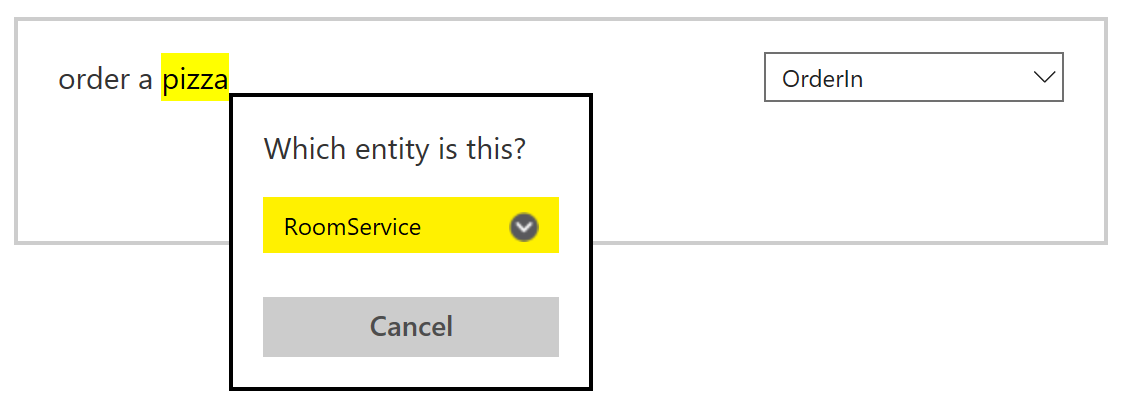 order a pizza
OrderIn
Which entity is this?
RoomService
Cancel